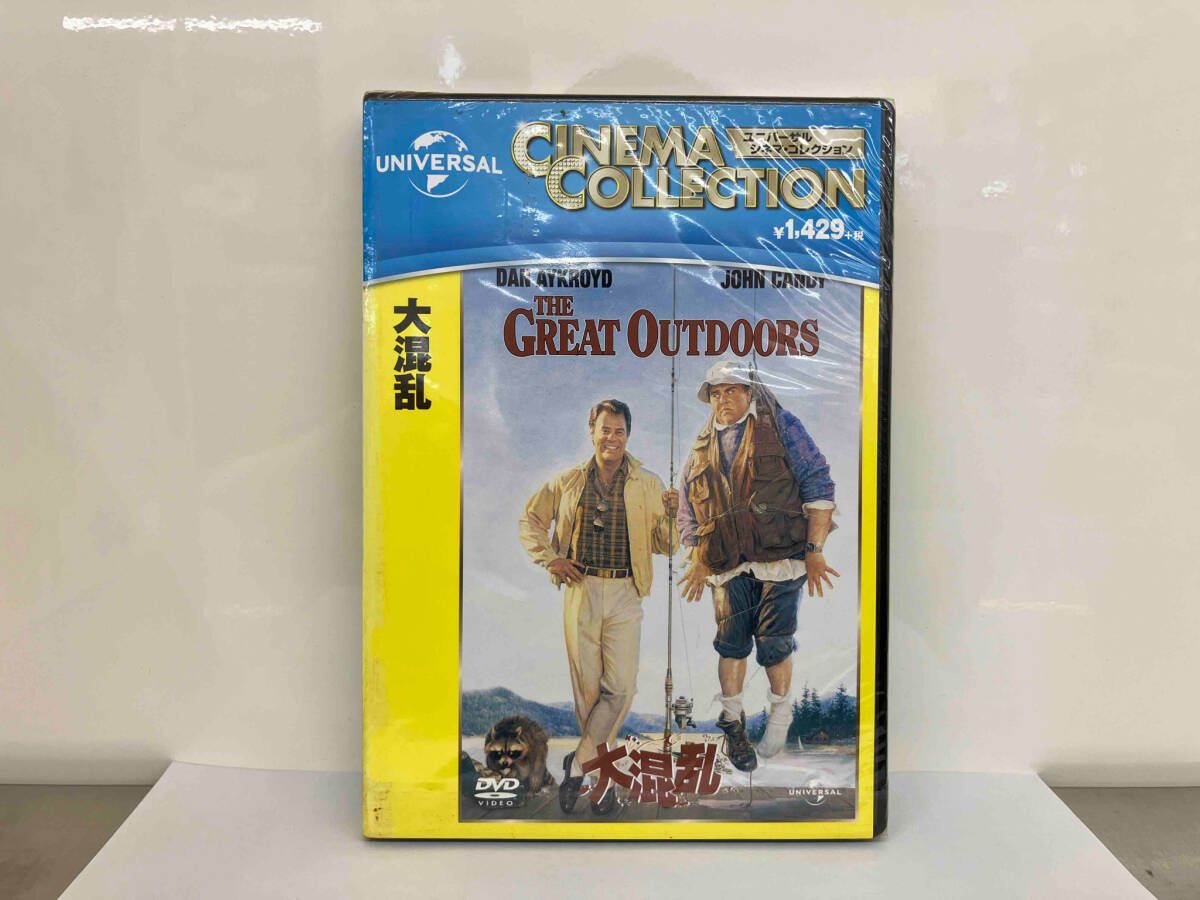 UNIVERSAL
CINEMA
COLLECTION
ユニバーサル
シネマ・コレクション
¥1,429+税
大混乱
DAN AYKROYD
JOHN CANDY
THE
GREAT OUTDOORS
大混乱
DVD
VIDEO
UNIVERSAL